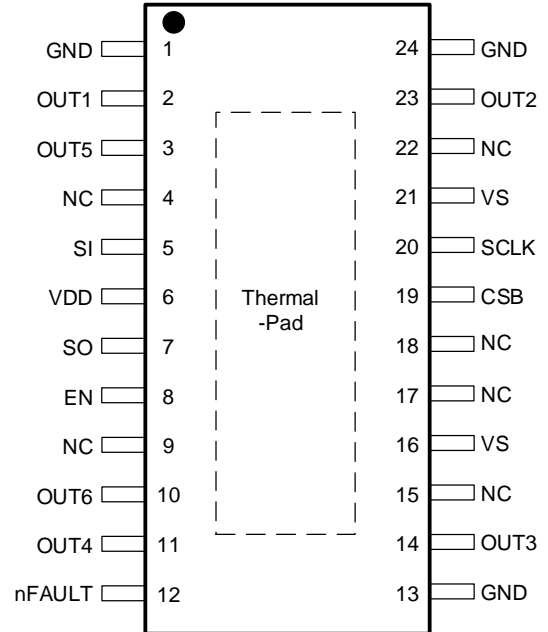 GND 1 24 GND
OUT1 2 23 OUT2
OUT5 3 22 NC
NC 4 21 VS
SI 5 20 SCLK
VDD 6 19 CSB
Thermal
-Pad
SO 7 18 NC
EN 8 17 NC
NC 9 16 VS
OUT6 10 15 NC
OUT4 11 14 OUT3
nFAULT 12 13 GND